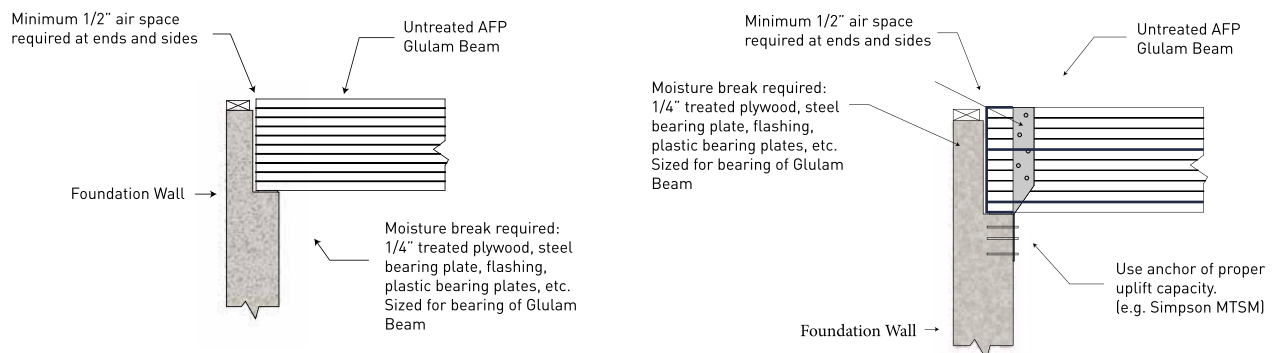 Minimum 1/2” air space
required at ends and sides
Untreated AFP
Glulam Beam
Foundation Wall
Moisture break required:
1/4” treated plywood, steel
bearing plate, flashing,
plastic bearing plates, etc.
Sized for bearing of Glulam
Beam
Minimum 1/2” air space
required at ends and sides
Untreated AFP
Glulam Beam
Moisture break required:
1/4” treated plywood, steel
bearing plate, flashing,
plastic bearing plates, etc.
Sized for bearing of Glulam
Beam
Use anchor of proper
uplift capacity.
(e.g. Simpson MTSM)
Foundation Wall